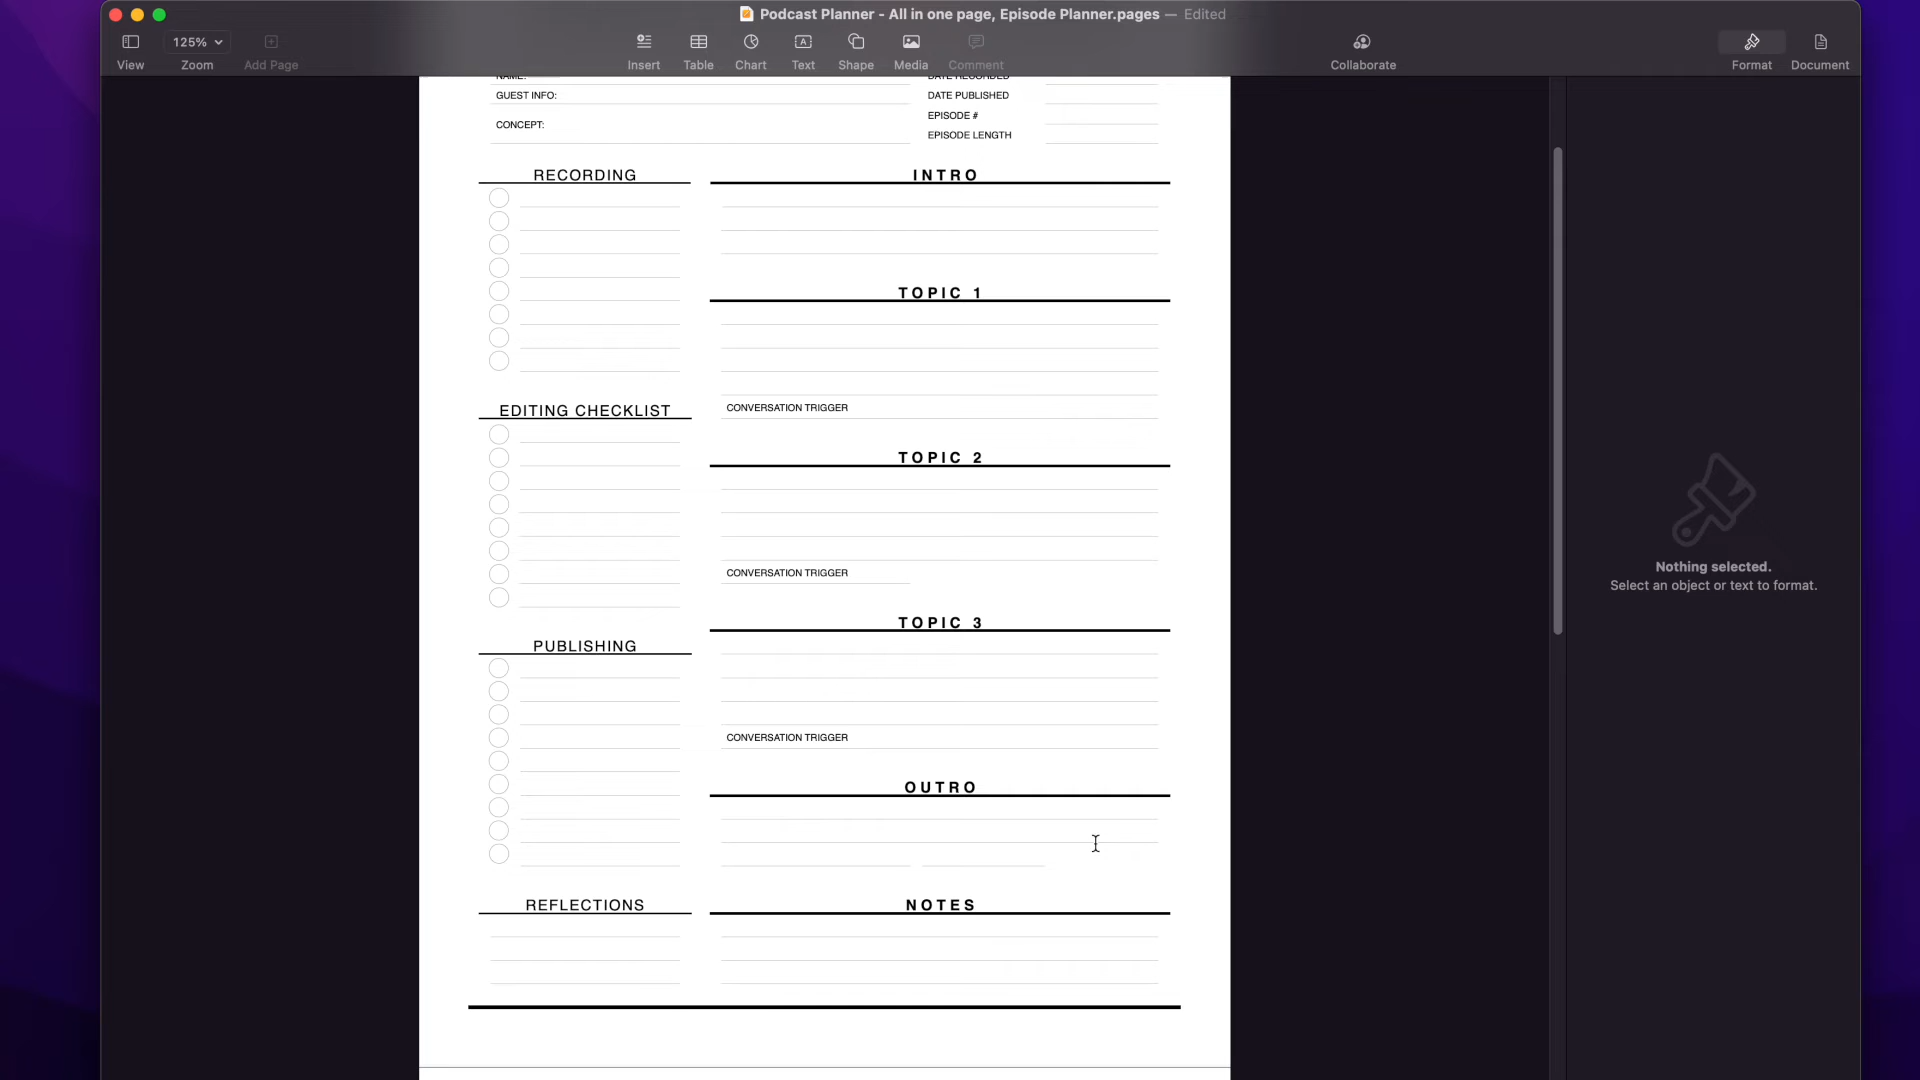 Podcast Planner - All in one page, Episode Planner.pages — Edited
125%
View
Zoom
Add Page
Insert
Table
Chart
Text
Shape
Media
Comment
Collaborate
Format
Document
NAME:
DATE RECORDED
GUEST INFO:
DATE PUBLISHED
EPISODE #
CONCEPT:
EPISODE LENGTH
RECORDING
INTRO
TOPIC 1
CONVERSATION TRIGGER
EDITING CHECKLIST
TOPIC 2
CONVERSATION TRIGGER
TOPIC 3
PUBLISHING
CONVERSATION TRIGGER
OUTRO
REFLECTIONS
NOTES
Nothing selected.
Select an object or text to format.